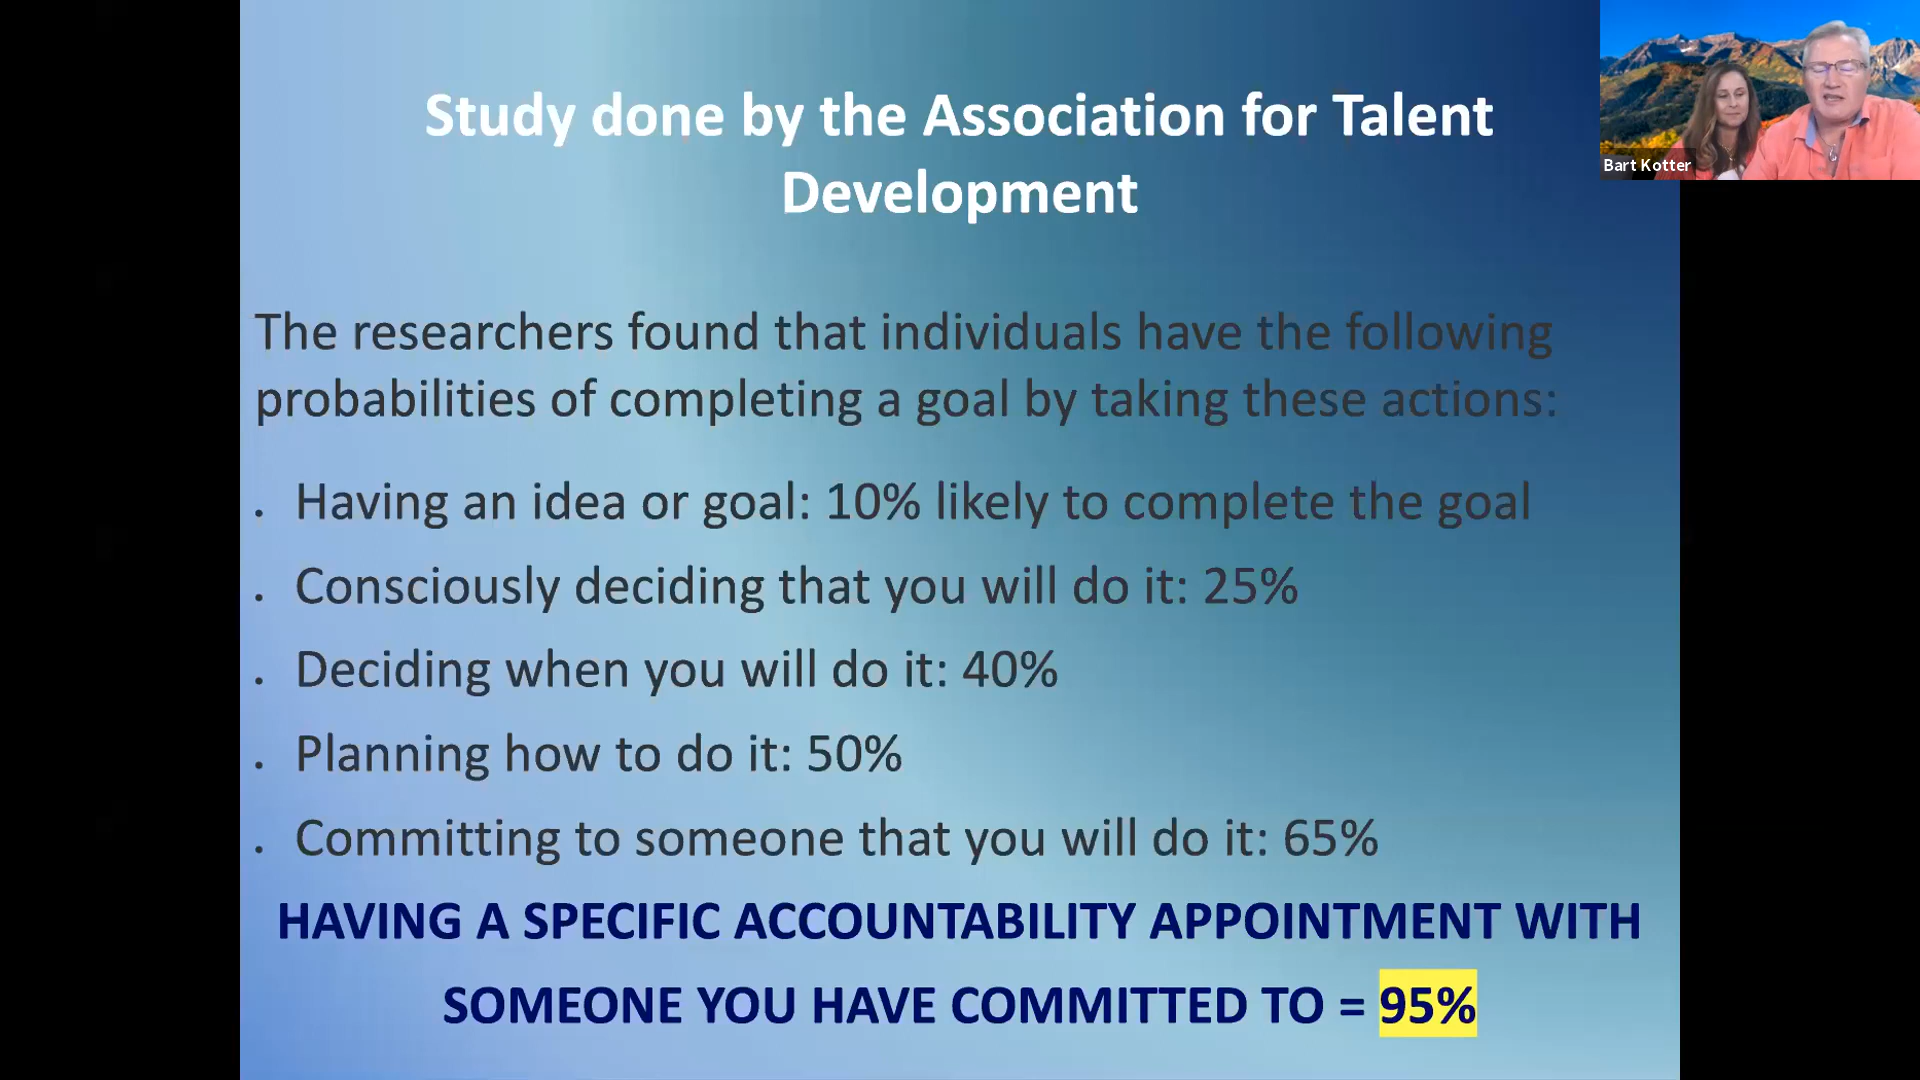 Study done by the Association for Talent
Development
Bart Kotter
The researchers found that individuals have the following
probabilities of completing a goal by taking these actions:
• Having an idea or goal: 10% likely to complete the goal
• Consciously deciding that you will do it: 25%
• Deciding when you will do it: 40%
• Planning how to do it: 50%
• Committing to someone that you will do it: 65%
HAVING A SPECIFIC ACCOUNTABILITY APPOINTMENT WITH
SOMEONE YOU HAVE COMMITTED TO = 95%